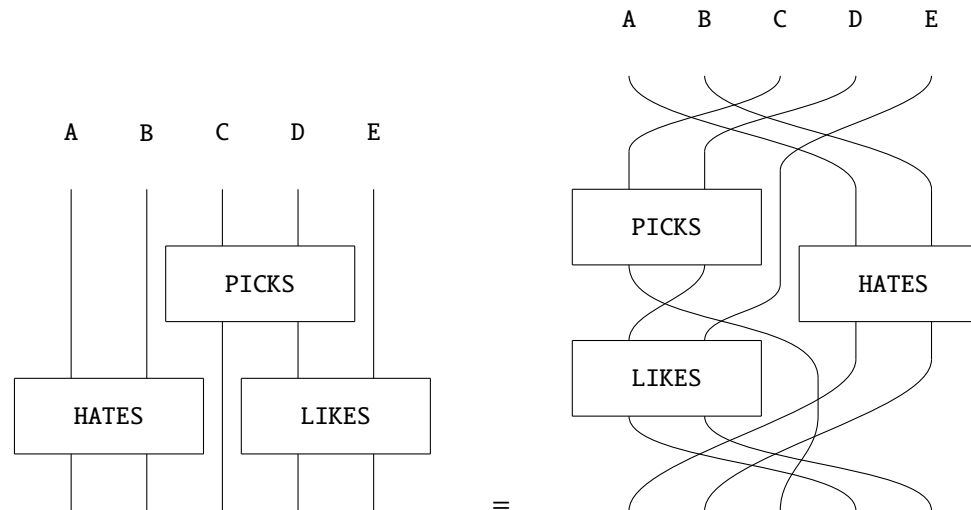 A B C D E
PICKS
HATES LIKES
=
A B C D E
PICKS
HATES
LIKES